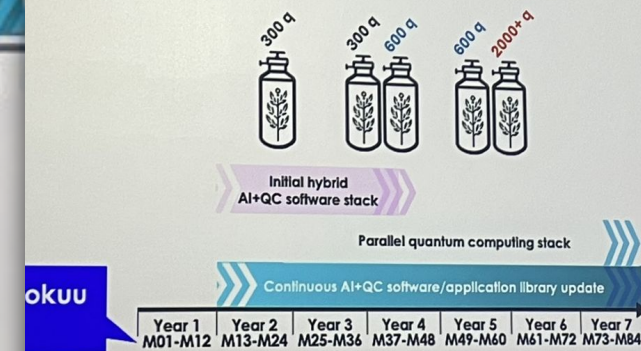 300 q
300 q
600 q
600 q
2000+ q
Initial hybrid
AI+QC software stack
Parallel quantum computing stack
Continuous AI+QC software/application library update
okuu
Year 1 Year 2 Year 3 Year 4 Year 5 Year 6 Year 7
M01-M12 M13-M24 M25-M36 M37-M48 M49-M60 M61-M72 M73-M84